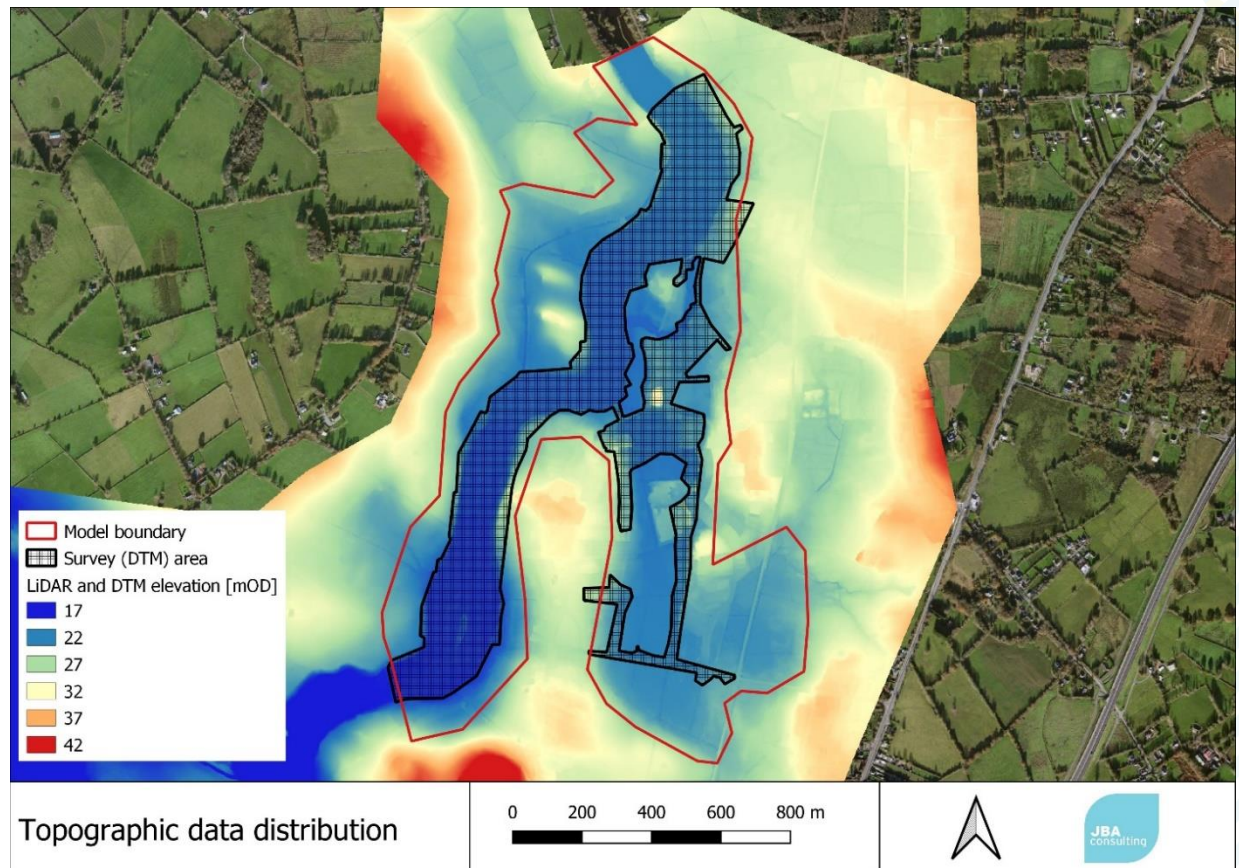 Model boundary
Survey (DTM) area
LiDAR and DTM elevation [mOD]
17
22
27
32
37
42
Topographic data distribution
0 200 400 600 800 m
JBA
consulting